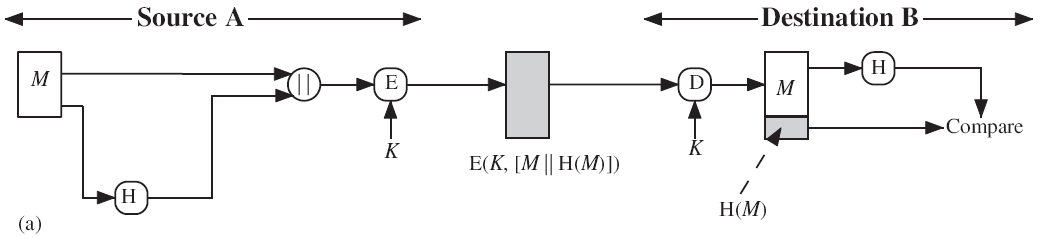 Source A
Destination B
M
||
E
D
M
H
K
K
Compare
E(K, [M || H(M)])
H
H(M)
(a)